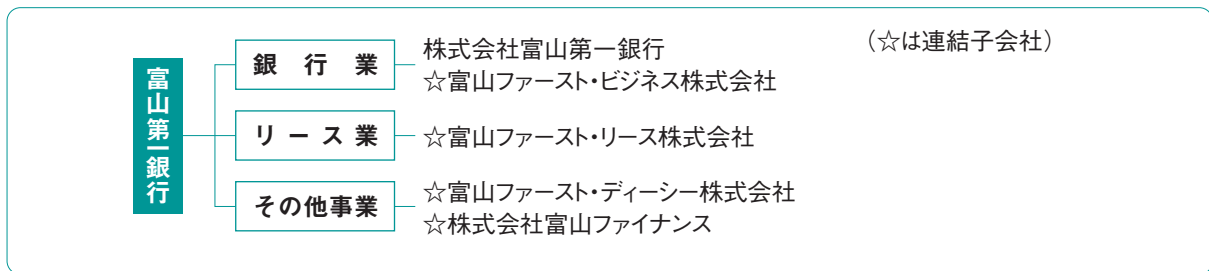 富山第一銀行
銀行業
株式会社富山第一銀行
☆富山ファースト・ビジネス株式会社
(☆は連結子会社)
リース業
☆富山ファースト・リース株式会社
その他事業
☆富山ファースト・ディーシー株式会社
☆株式会社富山ファイナンス